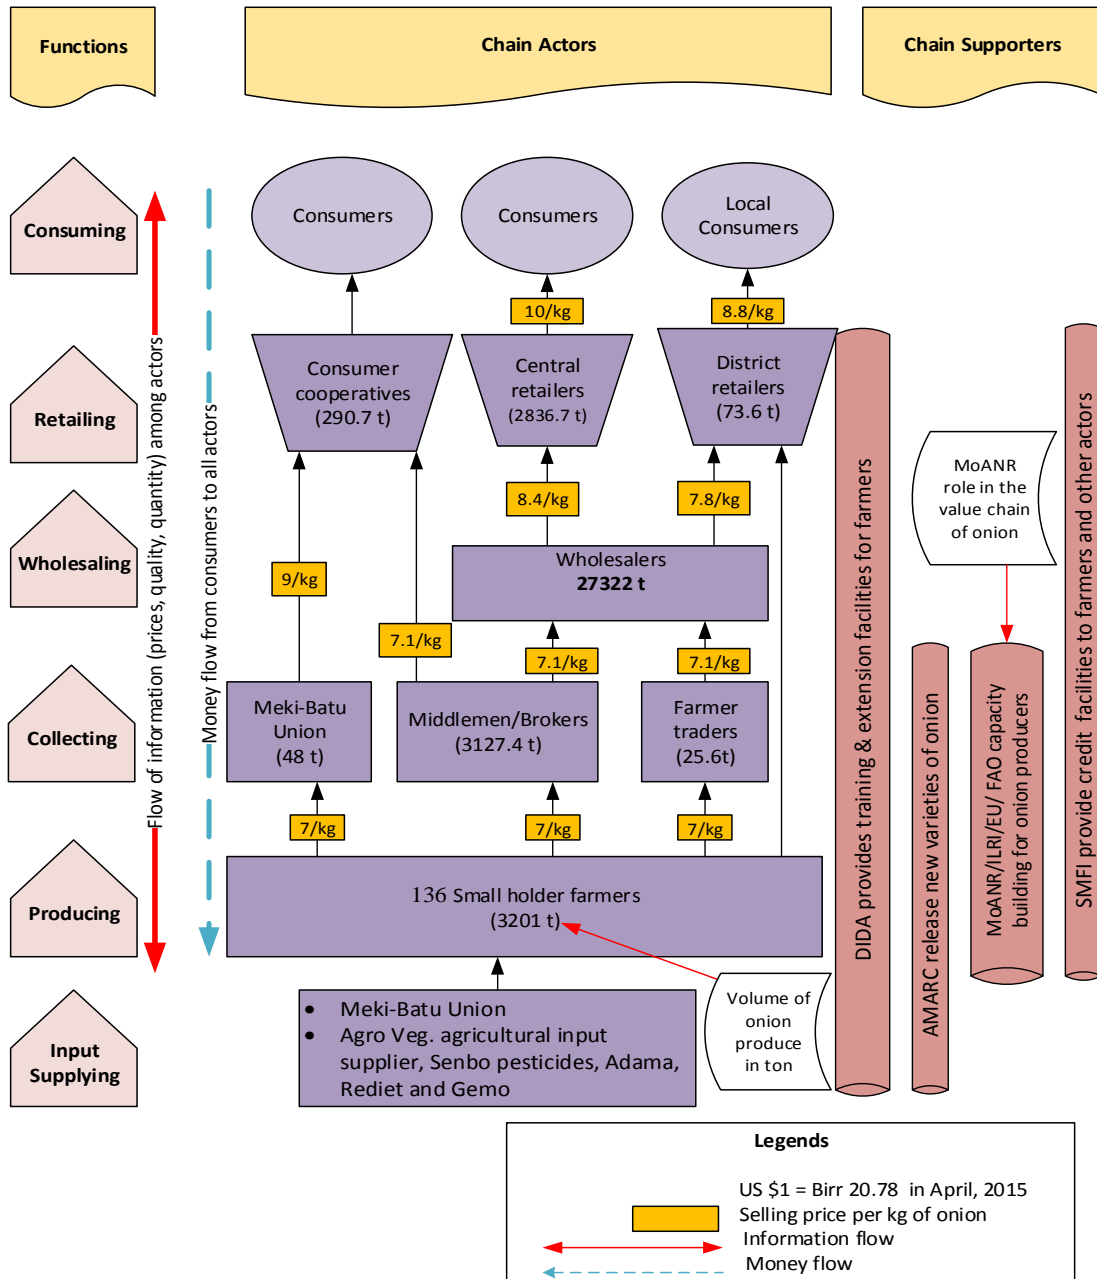 Functions
Chain Actors
Chain Supporters
Consuming
Retailing
Wholesaling
Collecting
Producing
Input
Supplying
Flow of information (prices, quality, quantity) among actors
Money flow from consumers to all actors
Consumers
Consumers
Local
Consumers
10/kg
8.8/kg
Consumer
cooperatives
(290.7 t)
Central
retailers
(2836.7 t)
District
retailers
(73.6 t)
8.4/kg
7.8/kg
9/kg
Wholesalers
27322 t
7.1/kg
7.1/kg
7.1/kg
Meki-Batu
Union
(48 t)
Middlemen/Brokers
(3127.4 t)
Farmer
traders
(25.6t)
7/kg
7/kg
7/kg
136 Small holder farmers
(3201 t)
• Meki-Batu Union
• Agro Veg. agricultural input
supplier, Senbo pesticides, Adama,
Rediet and Gemo
Volume of
onion
produce
in ton
DIDA provides training & extension facilities for farmers
AMARC release new varieties of onion
MoANR
role in the
value chain
of onion
MoANR/ILRI/EU/ FAO capacity
building for onion producers
SMFI provide credit facilities to farmers and other actors
Legends
US $1 = Birr 20.78 in April, 2015
Selling price per kg of onion
Information flow
Money flow